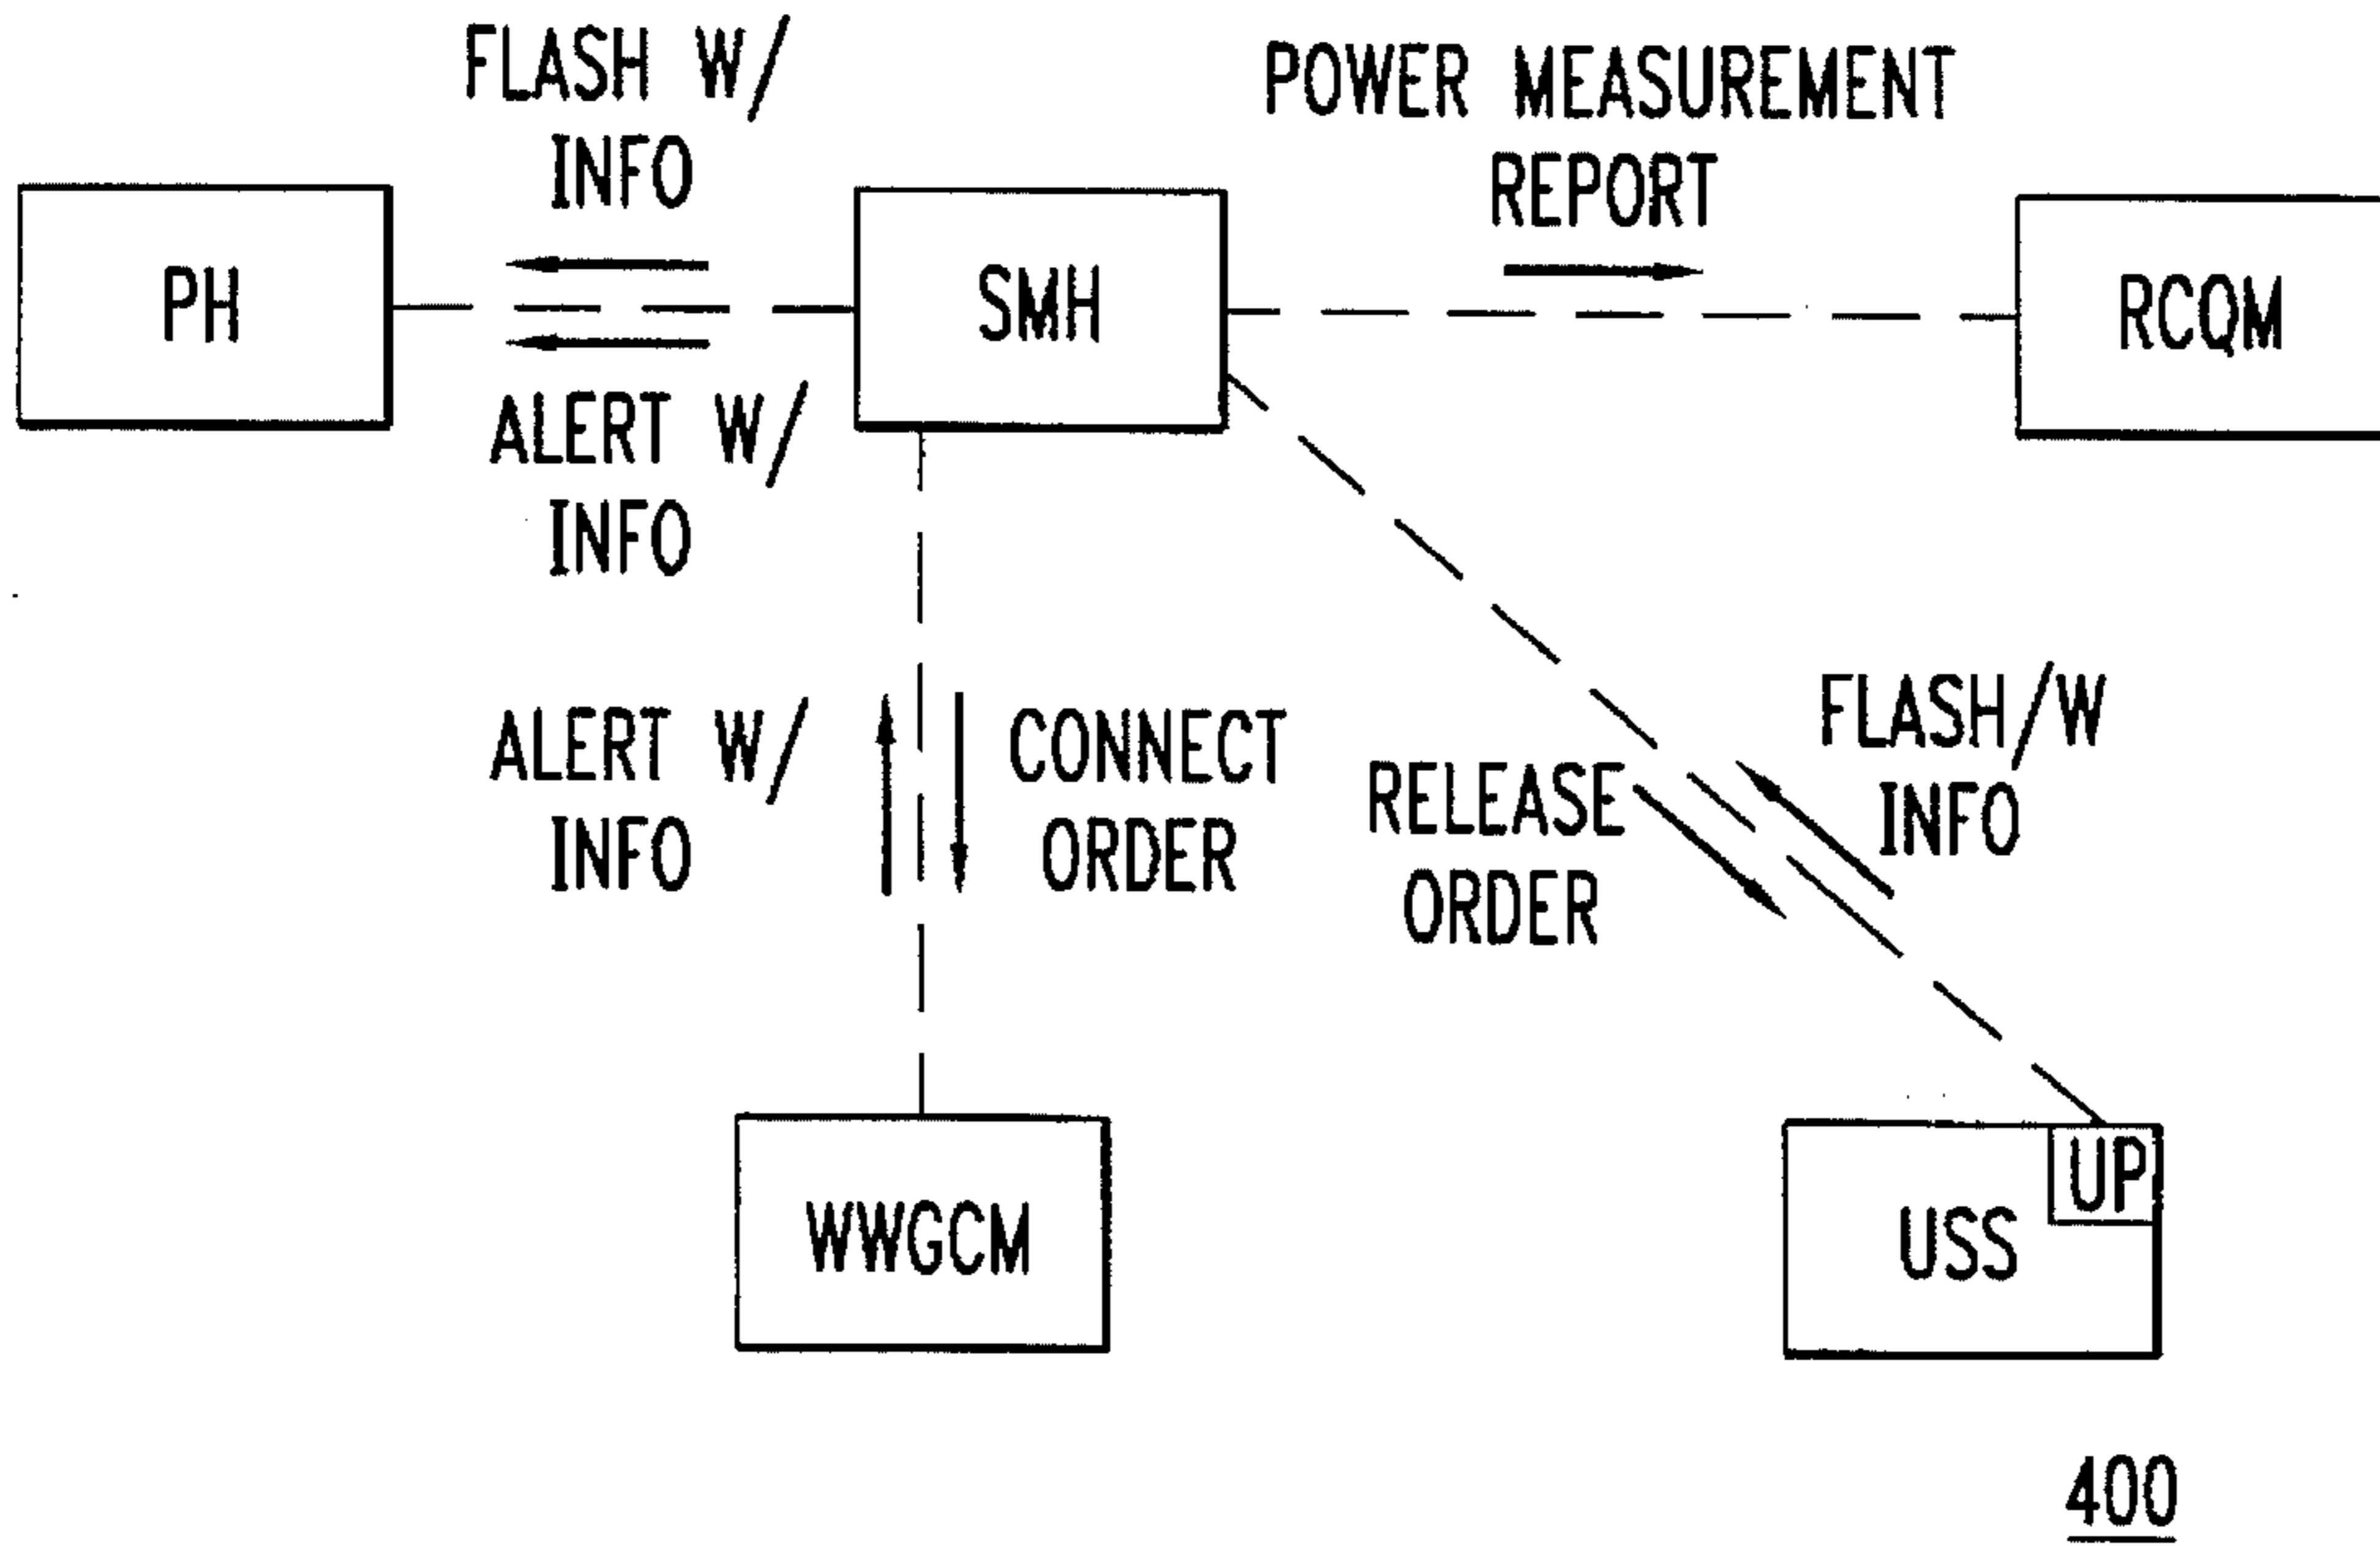 FLASH W/
INFO
POWER MEASUREMENT
REPORT
PH
SMH
RCQM
ALERT W/
INFO
ALERT W/
INFO
CONNECT
ORDER
RELEASE
ORDER
FLASH/W
INFO
WWGCM
USS
UP
400